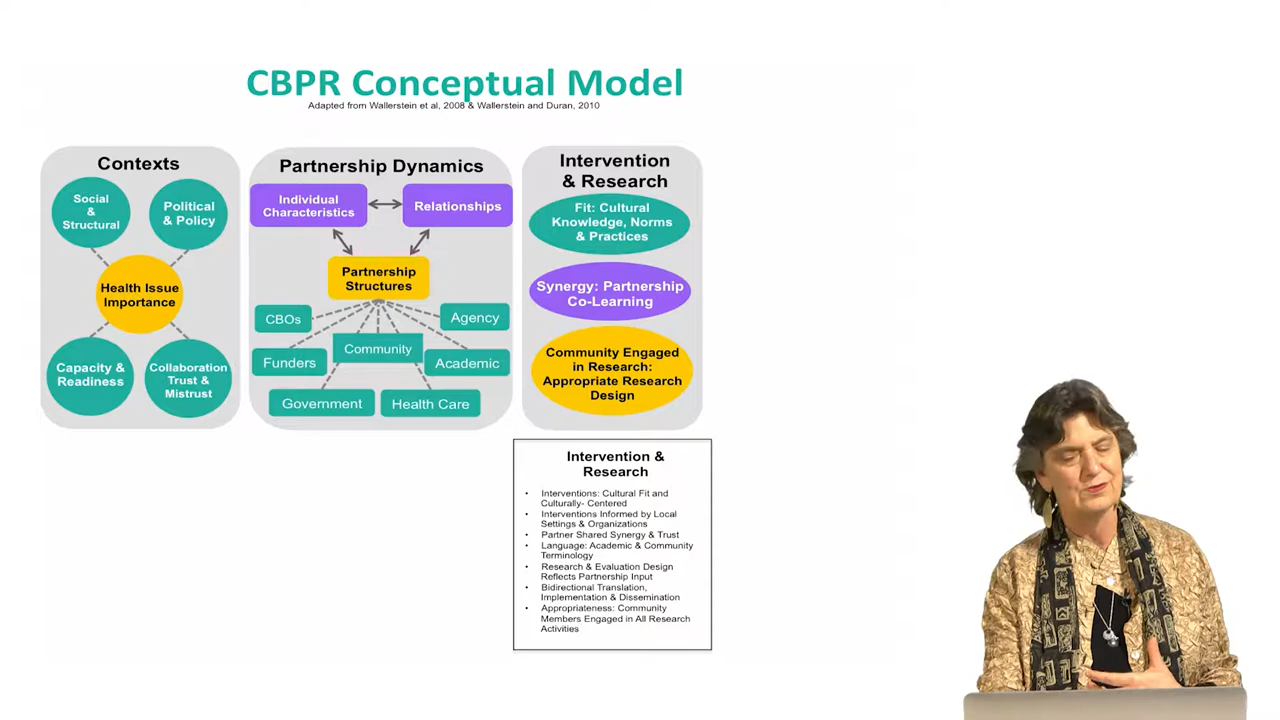 CBPR Conceptual Model
Adapted from Wallerstein et al, 2008 & Wallerstein and Duran, 2010
Contexts
Social
&
Structural
Political
& Policy
Health Issue
Importance
Capacity &
Readiness
Collaboration
Trust &
Mistrust
Partnership Dynamics
Individual
Characteristics
Relationships
Partnership
Structures
CBOs
Agency
Community
Funders
Academic
Government
Health Care
Intervention
& Research
Fit: Cultural
Knowledge, Norms
& Practices
Synergy: Partnership
Co-Learning
Community Engaged
in Research:
Appropriate Research
Design
Intervention &
Research
• Interventions: Cultural Fit and
Culturally- Centered
• Interventions Informed by Local
Settings & Organizations
• Partner Shared Synergy & Trust
• Language: Academic & Community
Terminology
• Research & Evaluation Design
Reflects Partnership Input
• Bidirectional Translation,
Implementation & Dissemination
• Appropriateness: Community
Members Engaged in All Research
Activities